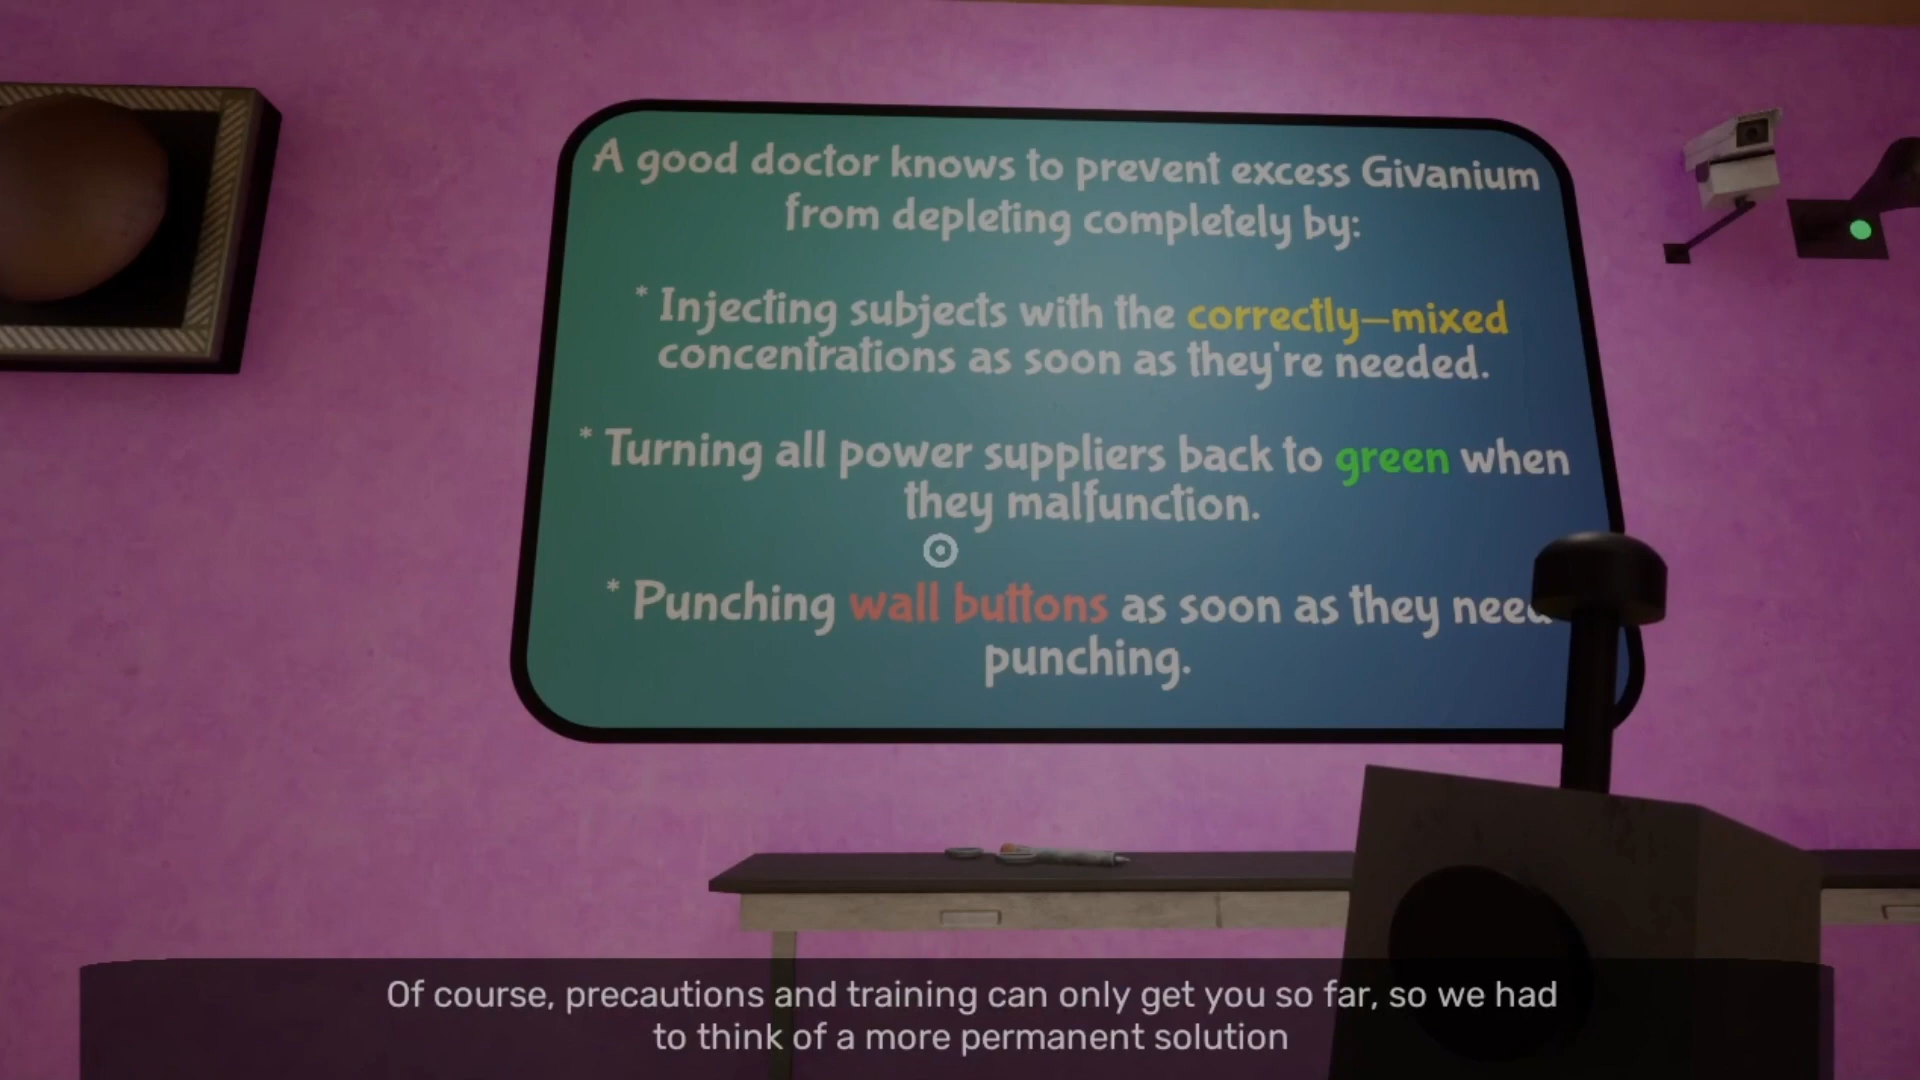 A good doctor knows to prevent excess Givanium
from depleting completely by:
* Injecting subjects with the correctly–mixed
concentrations as soon as they're needed.
* Turning all power suppliers back to green when
they malfunction.
* Punching wall buttons as soon as they need
punching.
Of course, precautions and training can only get you so far, so we had
to think of a more permanent solution